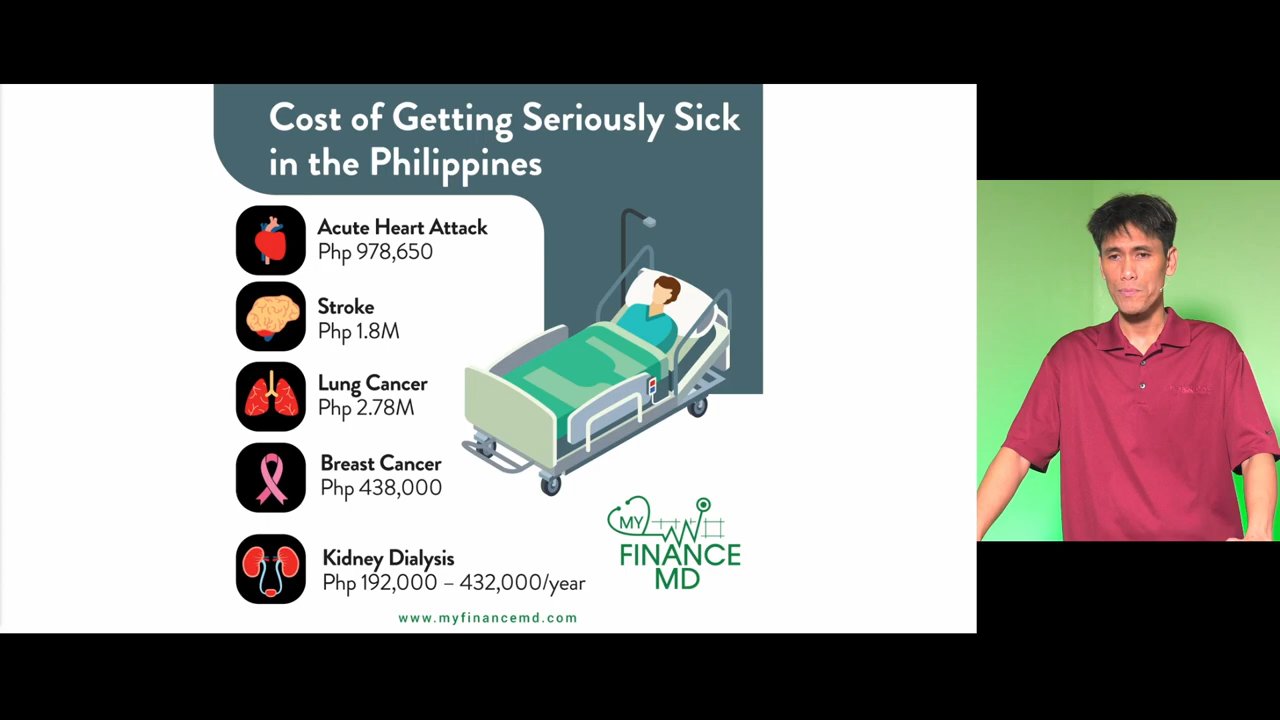 Cost of Getting Seriously Sick
in the Philippines
Acute Heart Attack
Php 978,650
Stroke
Php 1.8M
Lung Cancer
Php 2.78M
Breast Cancer
Php 438,000
Kidney Dialysis
Php 192,000 – 432,000/year
MY
FINANCE
MD
www.myfinancemd.com